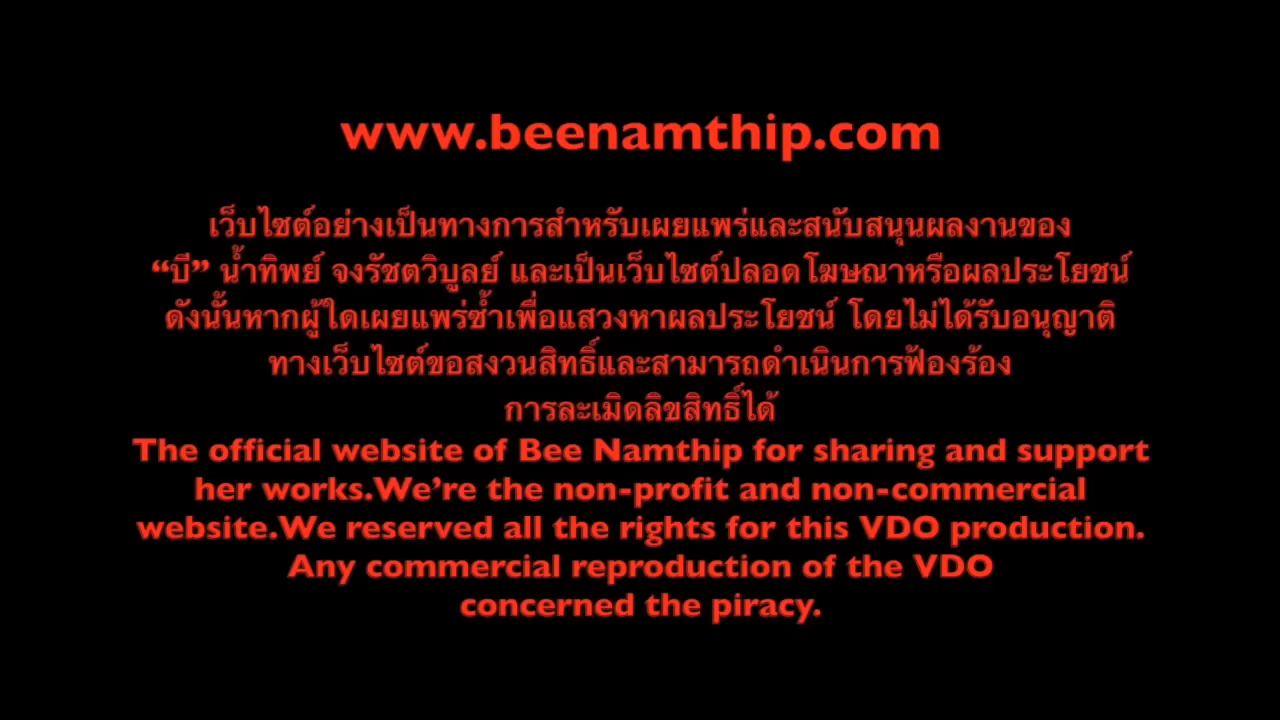 www.beenamthip.com
เว็บไซต์อย่างเป็นทางการสำหรับเผยแพร่และสนับสนุนผลงานของ
“บี” น้ำทิพย์ จงรัชตวิบูลย์ และเป็นเว็บไซต์ปลอดโฆษณาหรือผลประโยชน์
ดังนั้นหากผู้ใดเผยแพร่ซ้ำเพื่อแสวงหาผลประโยชน์ โดยไม่ได้รับอนุญาติ
ทางเว็บไซต์ขอสงวนสิทธิ์และสามารถดำเนินการฟ้องร้อง
การละเมิดลิขสิทธิ์ได้
The official website of Bee Namthip for sharing and support
her works.We’re the non-profit and non-commercial
website.We reserved all the rights for this VDO production.
Any commercial reproduction of the VDO
concerned the piracy.